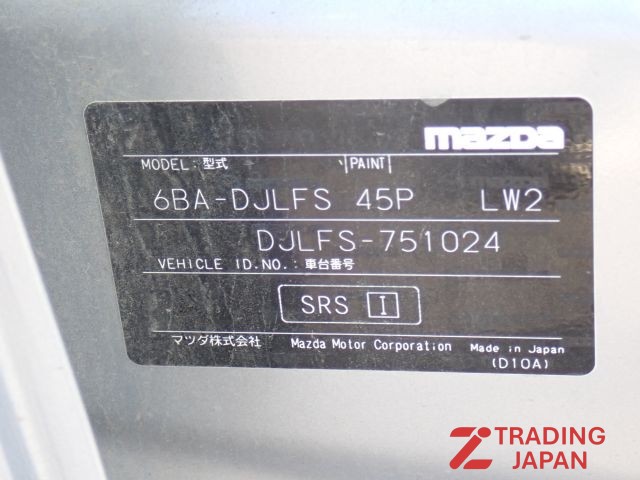 mazda
MODEL: 型式 PAINT
6BA-DJLFS 45P LW2
DJLFS-751024
VEHICLE ID.NO.: 車台番号
SRS I
マツダ株式会社 Mazda Motor Corporation Made in Japan
(D10A)
TRADING
JAPAN